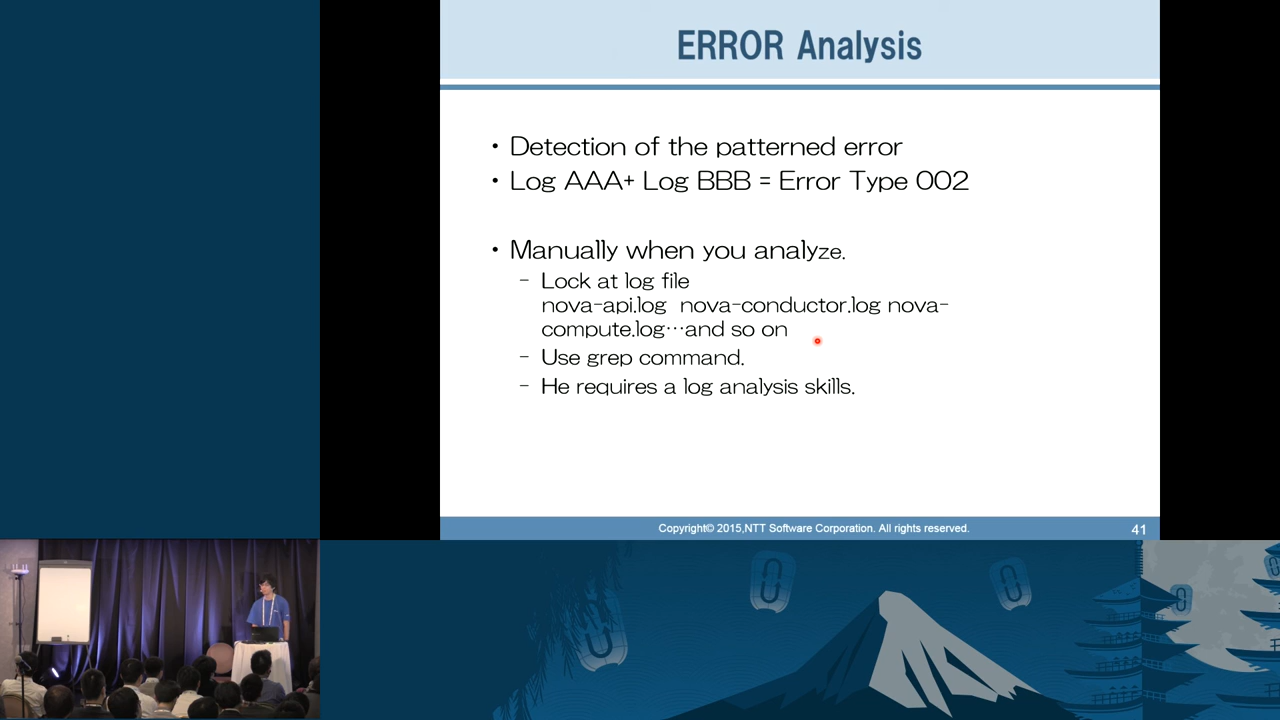 ERROR Analysis
• Detection of the patterned error
• Log AAA+ Log BBB = Error Type 002
• Manually when you analyze.
– Lock at log file
nova-api.log nova-conductor.log nova-
compute.log…and so on
– Use grep command.
– He requires a log analysis skills.
Copyright© 2015,NTT Software Corporation. All rights reserved.
41